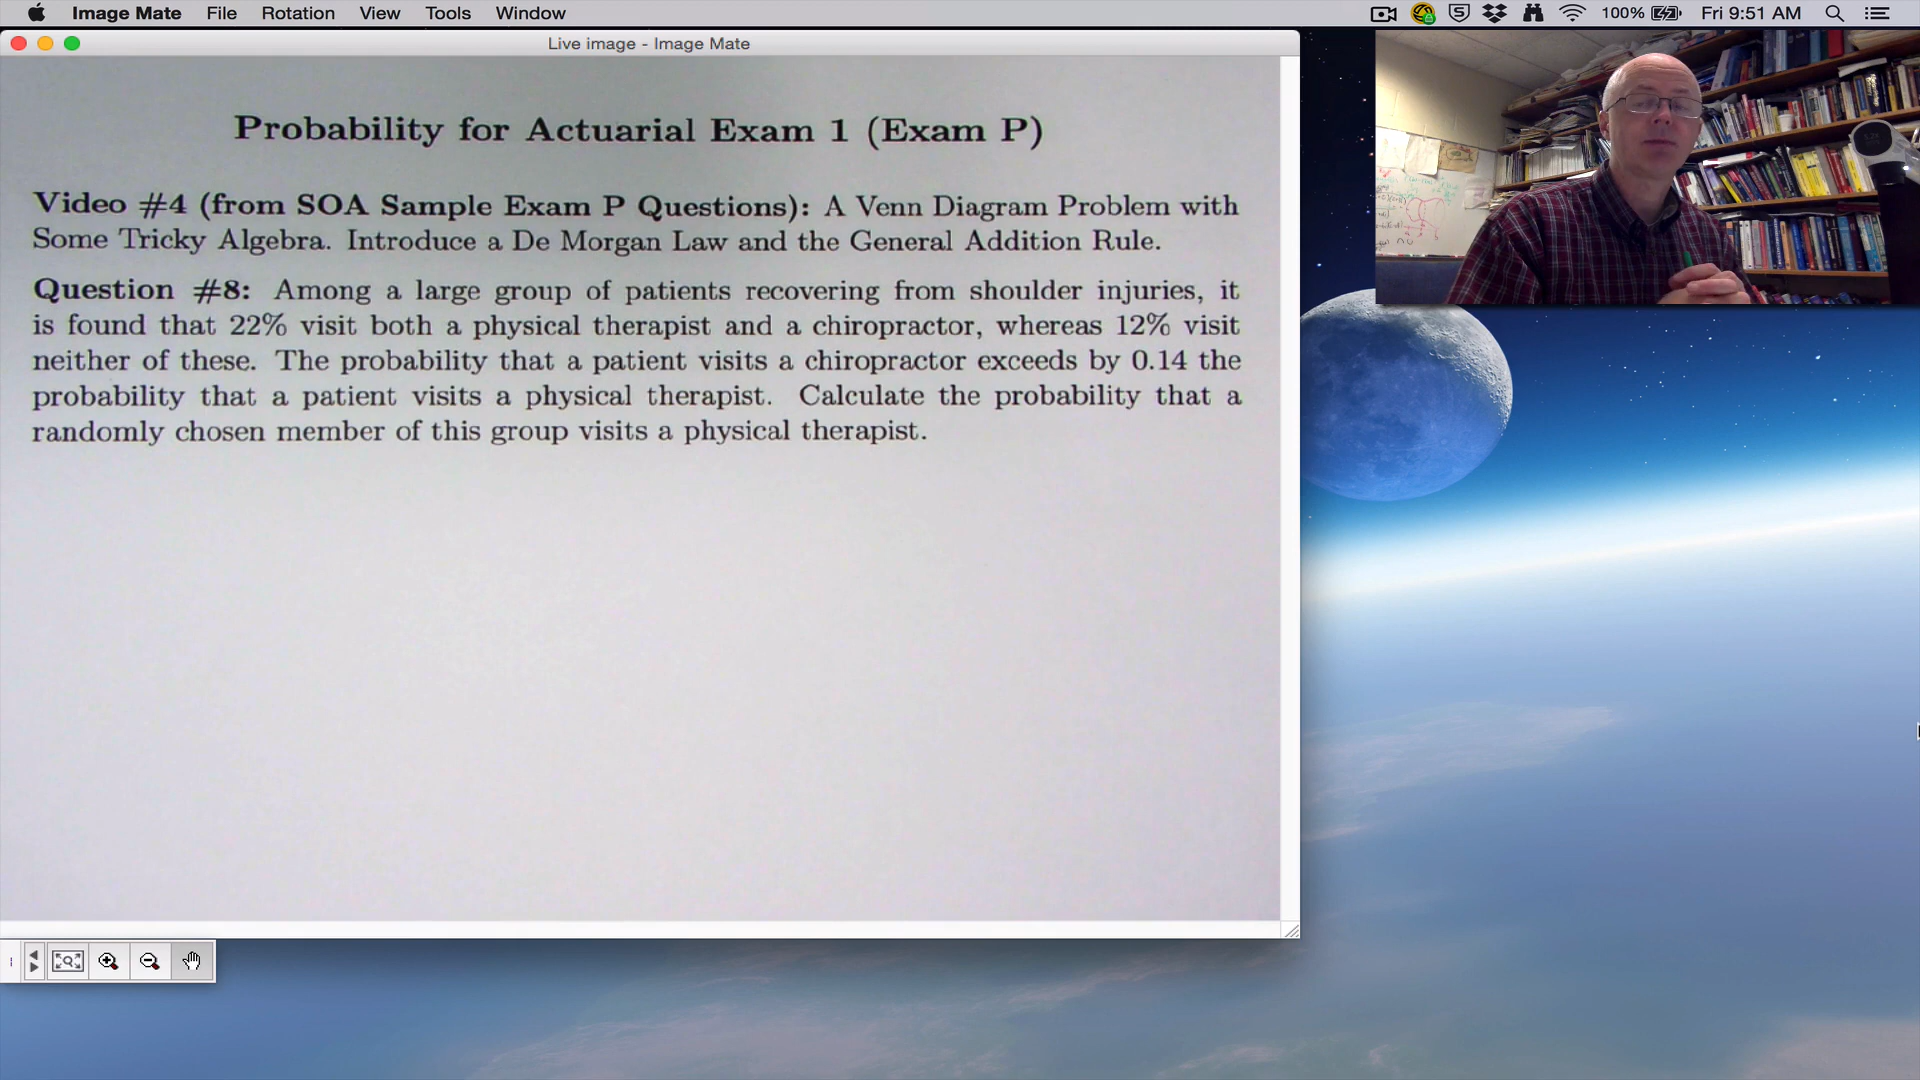 Image Mate File Rotation View Tools Window 100% Fri 9:51 AM
Live image - Image Mate
Probability for Actuarial Exam 1 (Exam P)
Video #4 (from SOA Sample Exam P Questions): A Venn Diagram Problem with
Some Tricky Algebra. Introduce a De Morgan Law and the General Addition Rule.
Question #8: Among a large group of patients recovering from shoulder injuries, it
is found that 22% visit both a physical therapist and a chiropractor, whereas 12% visit
neither of these. The probability that a patient visits a chiropractor exceeds by 0.14 the
probability that a patient visits a physical therapist. Calculate the probability that a
randomly chosen member of this group visits a physical therapist.